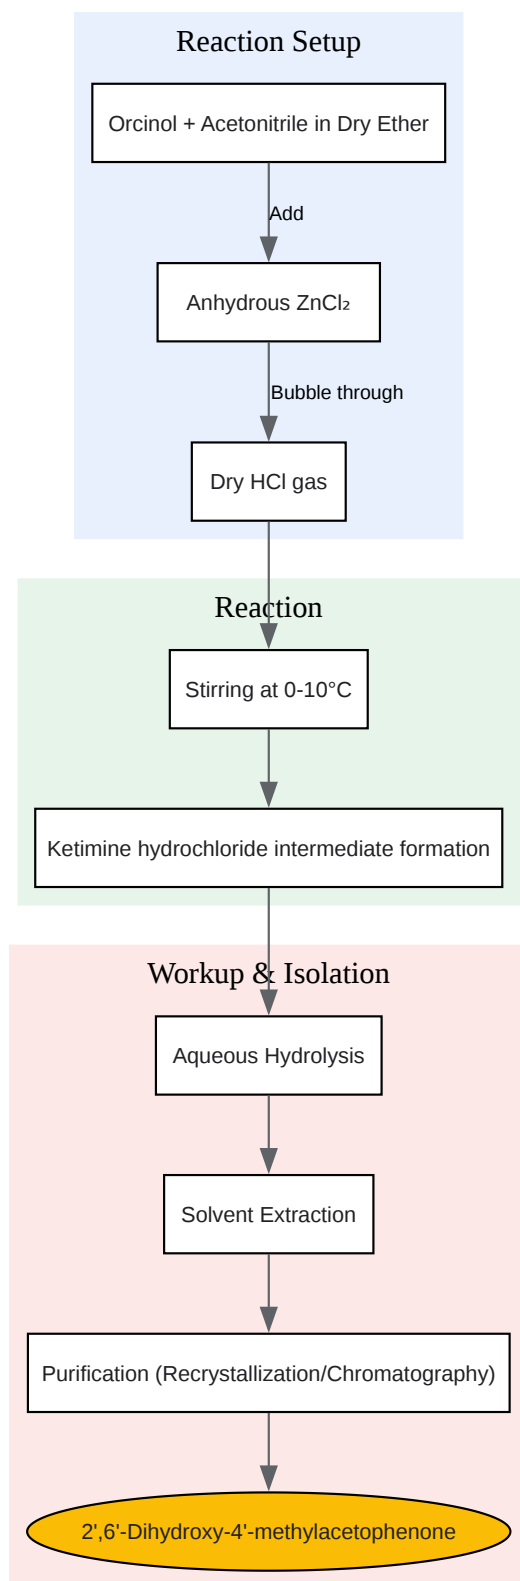 Reaction Setup
Orcinol + Acetonitrile in Dry Ether
Add
Anhydrous ZnCl₂
Bubble through
Dry HCl gas
Reaction
Stirring at 0-10°C
Ketimine hydrochloride intermediate formation
Workup & Isolation
Aqueous Hydrolysis
Solvent Extraction
Purification (Recrystallization/Chromatography)
2',6'-Dihydroxy-4'-methylacetophenone